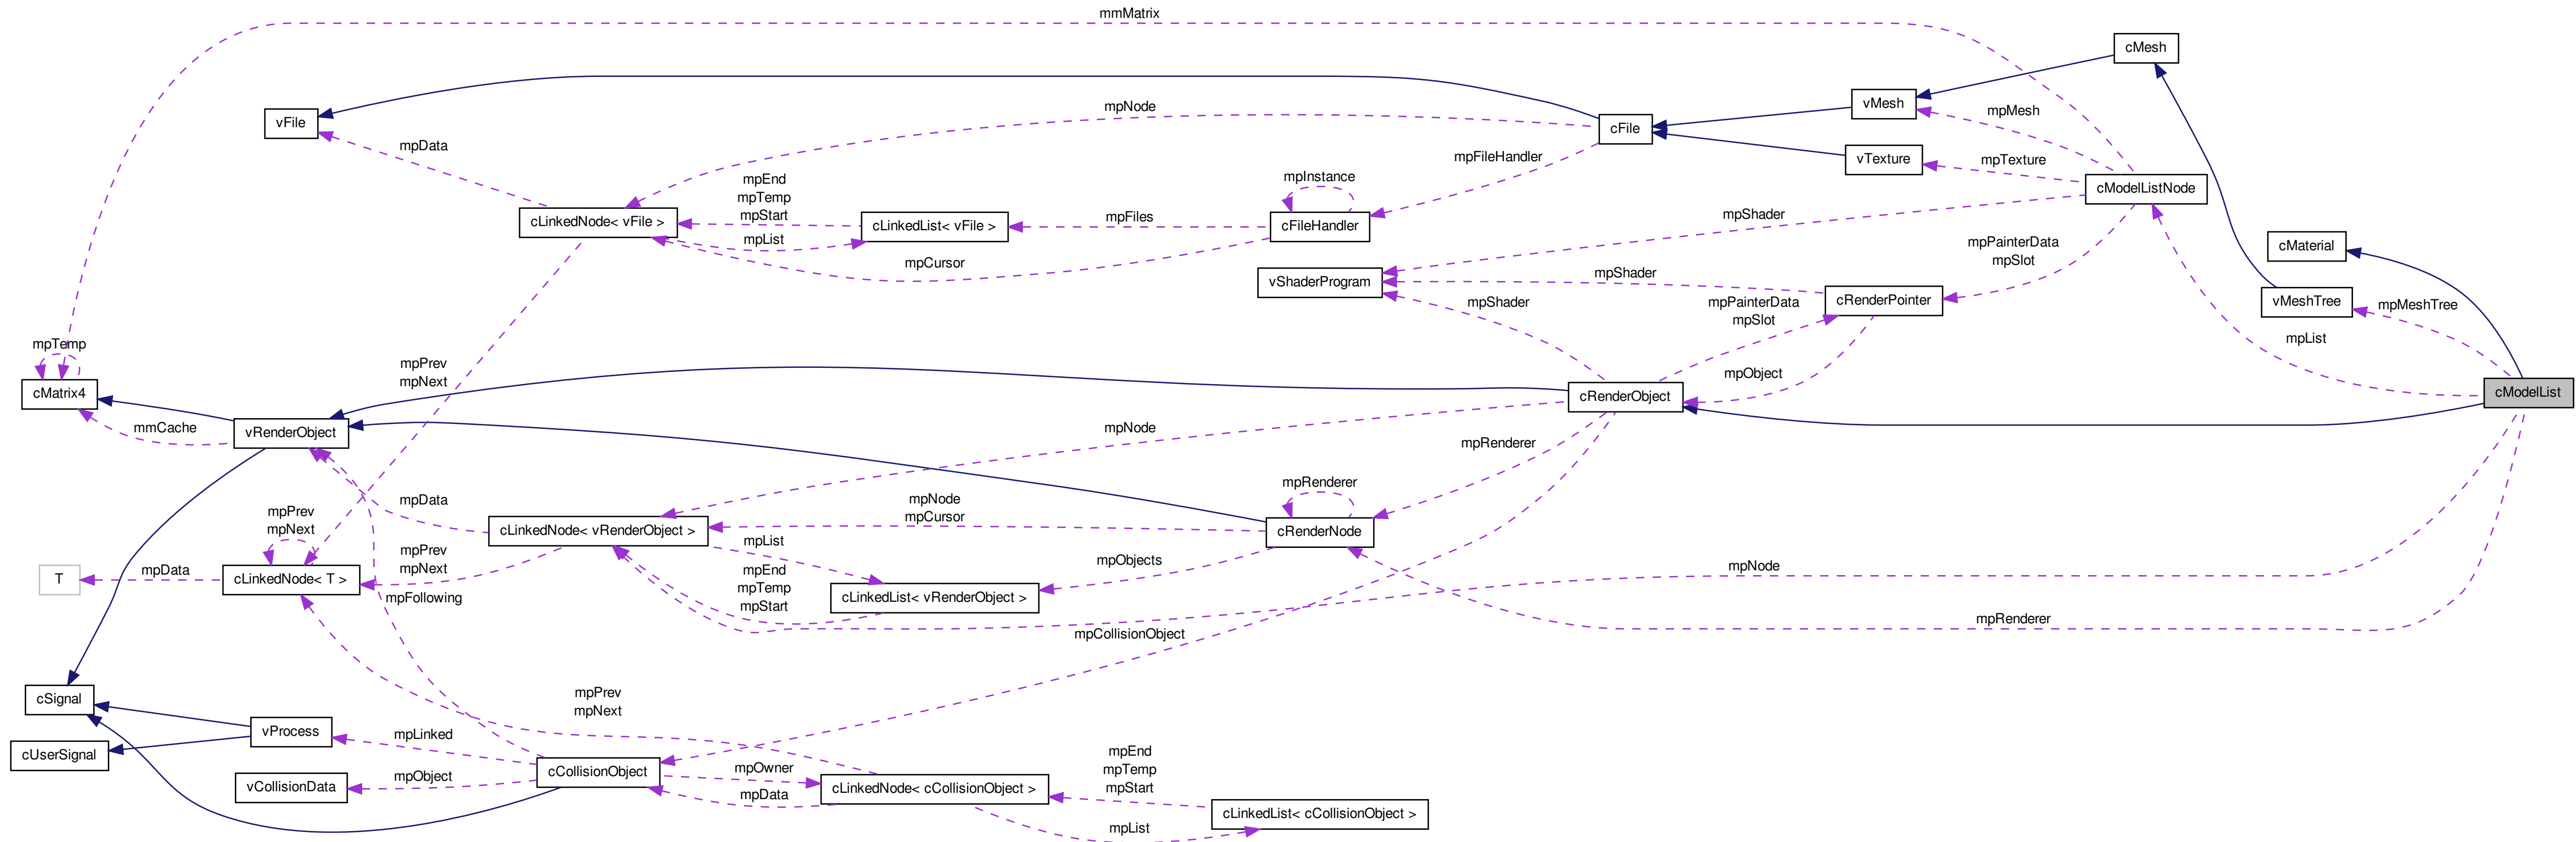 mmMatrix
cMesh
vMesh
mpNode
vFile
cFile
mpMesh
mpData
mpFileHandler
vTexture
mpTexture
mpEnd
mpTemp
mpStart
mpInstance
cModelListNode
cLinkedNode< vFile >
cLinkedList< vFile >
mpFiles
cFileHandler
mpShader
mpList
mpCursor
mpPainterData
mpSlot
cMaterial
vShaderProgram
mpShader
cRenderPointer
vMeshTree
mpMeshTree
mpShader
mpPainterData
mpSlot
mpList
mpTemp
mpPrev
mpNext
cMatrix4
mpObject
cRenderObject
cModelList
mmCache
vRenderObject
mpNode
mpRenderer
mpRenderer
mpData
mpNode
mpCursor
mpPrev
mpNext
cLinkedNode< vRenderObject >
cRenderNode
mpList
mpPrev
mpNext
mpObjects
mpNode
T
mpData
cLinkedNode< T >
mpEnd
mpTemp
mpStart
mpFollowing
cLinkedList< vRenderObject >
mpRenderer
mpCollisionObject
cSignal
mpPrev
mpNext
vProcess
mpLinked
cUserSignal
mpEnd
mpTemp
mpStart
cCollisionObject
mpOwner
mpObject
vCollisionData
mpData
cLinkedNode< cCollisionObject >
cLinkedList< cCollisionObject >
mpList